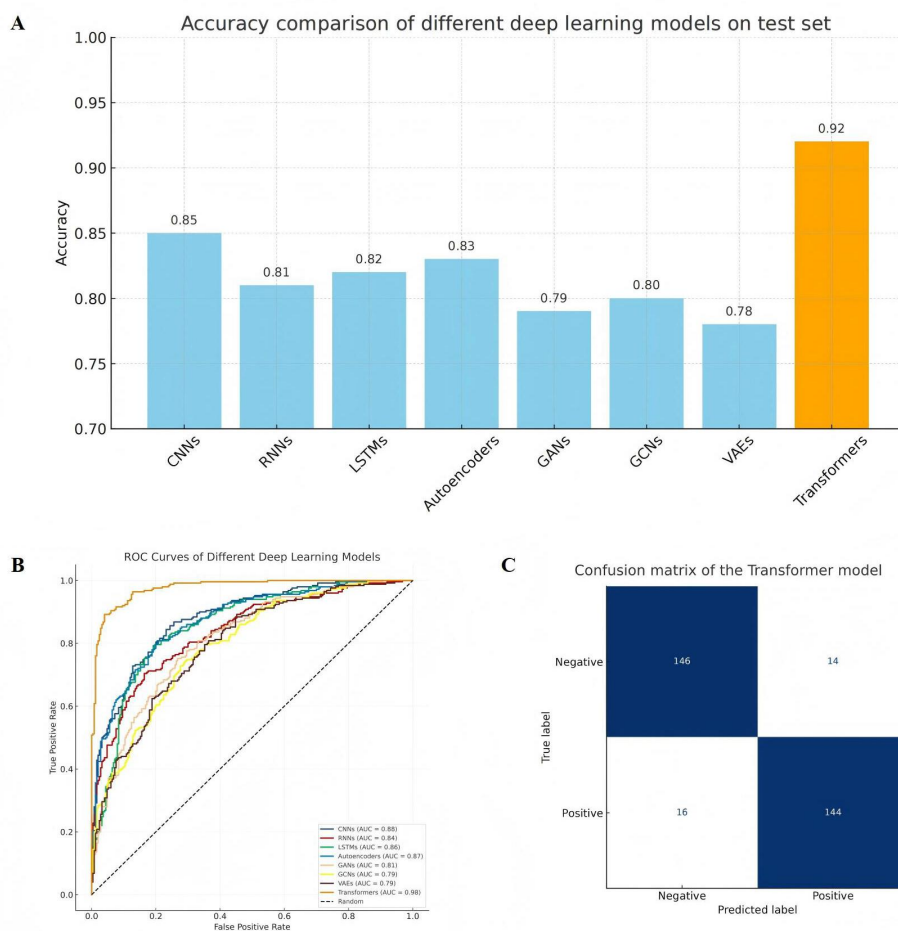 A
Accuracy comparison of different deep learning models on test set
1.00
0.95
0.90
0.85
0.80
0.75
0.70
Accuracy
0.85
0.81
0.82
0.83
0.79
0.80
0.78
0.92
CNNs
RNNs
LSTMs
Autoencoders
GANs
GCNs
VAEs
Transformers
B
ROC Curves of Different Deep Learning Models
1.0
0.8
0.6
0.4
0.2
0.0
True Positive Rate
0.0
0.2
0.4
0.6
0.8
1.0
False Positive Rate
CNNs (AUC = 0.88)
RNNs (AUC = 0.84)
LSTMs (AUC = 0.86)
Autoencoders (AUC = 0.87)
GANs (AUC = 0.81)
GCNs (AUC = 0.79)
VAEs (AUC = 0.79)
Transformers (AUC = 0.98)
Random
C
Confusion matrix of the Transformer model
True label
Negative
146
14
Positive
16
144
Negative
Positive
Predicted label